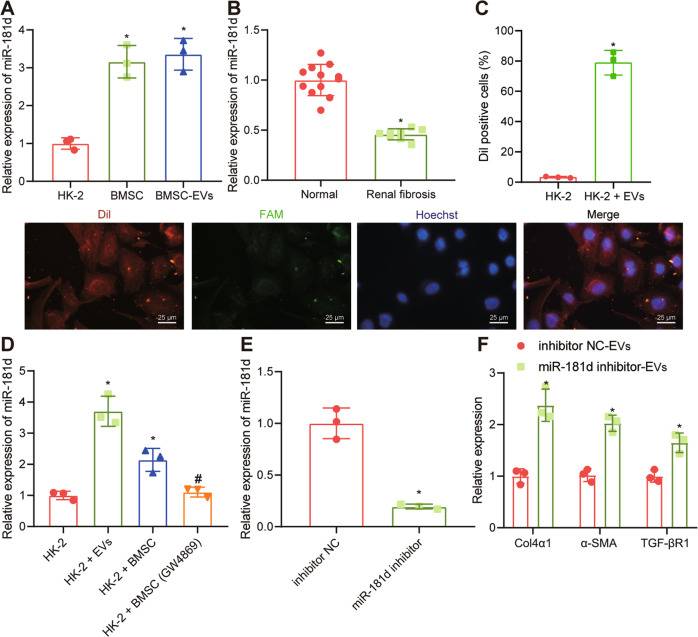 A
Relative expression of miR-181d
5
4
3
2
1
0
*
*
HK-2
BMSC
BMSC-EVs
B
Relative expression of miR-181d
1.5
1.0
0.5
0.0
*
Normal
Renal fibrosis
C
Dil positive cells (%)
100
80
60
40
20
0
*
HK-2
HK-2 + EVs
Dil
FAM
Hoechst
Merge
25 μm
25 μm
25 μm
25 μm
D
Relative expression of miR-181d
5
4
3
2
1
0
*
*
#
HK-2
HK-2 + EVs
HK-2 + BMSC
HK-2 + BMSC (GW4869)
E
Relative expression of miR-181d
1.5
1.0
0.5
0.0
*
inhibitor NC
miR-181d inhibitor
F
inhibitor NC-EVs
miR-181d inhibitor-EVs
Relative expression
3
2
1
0
*
*
*
Col4α1
α-SMA
TGF-βR1